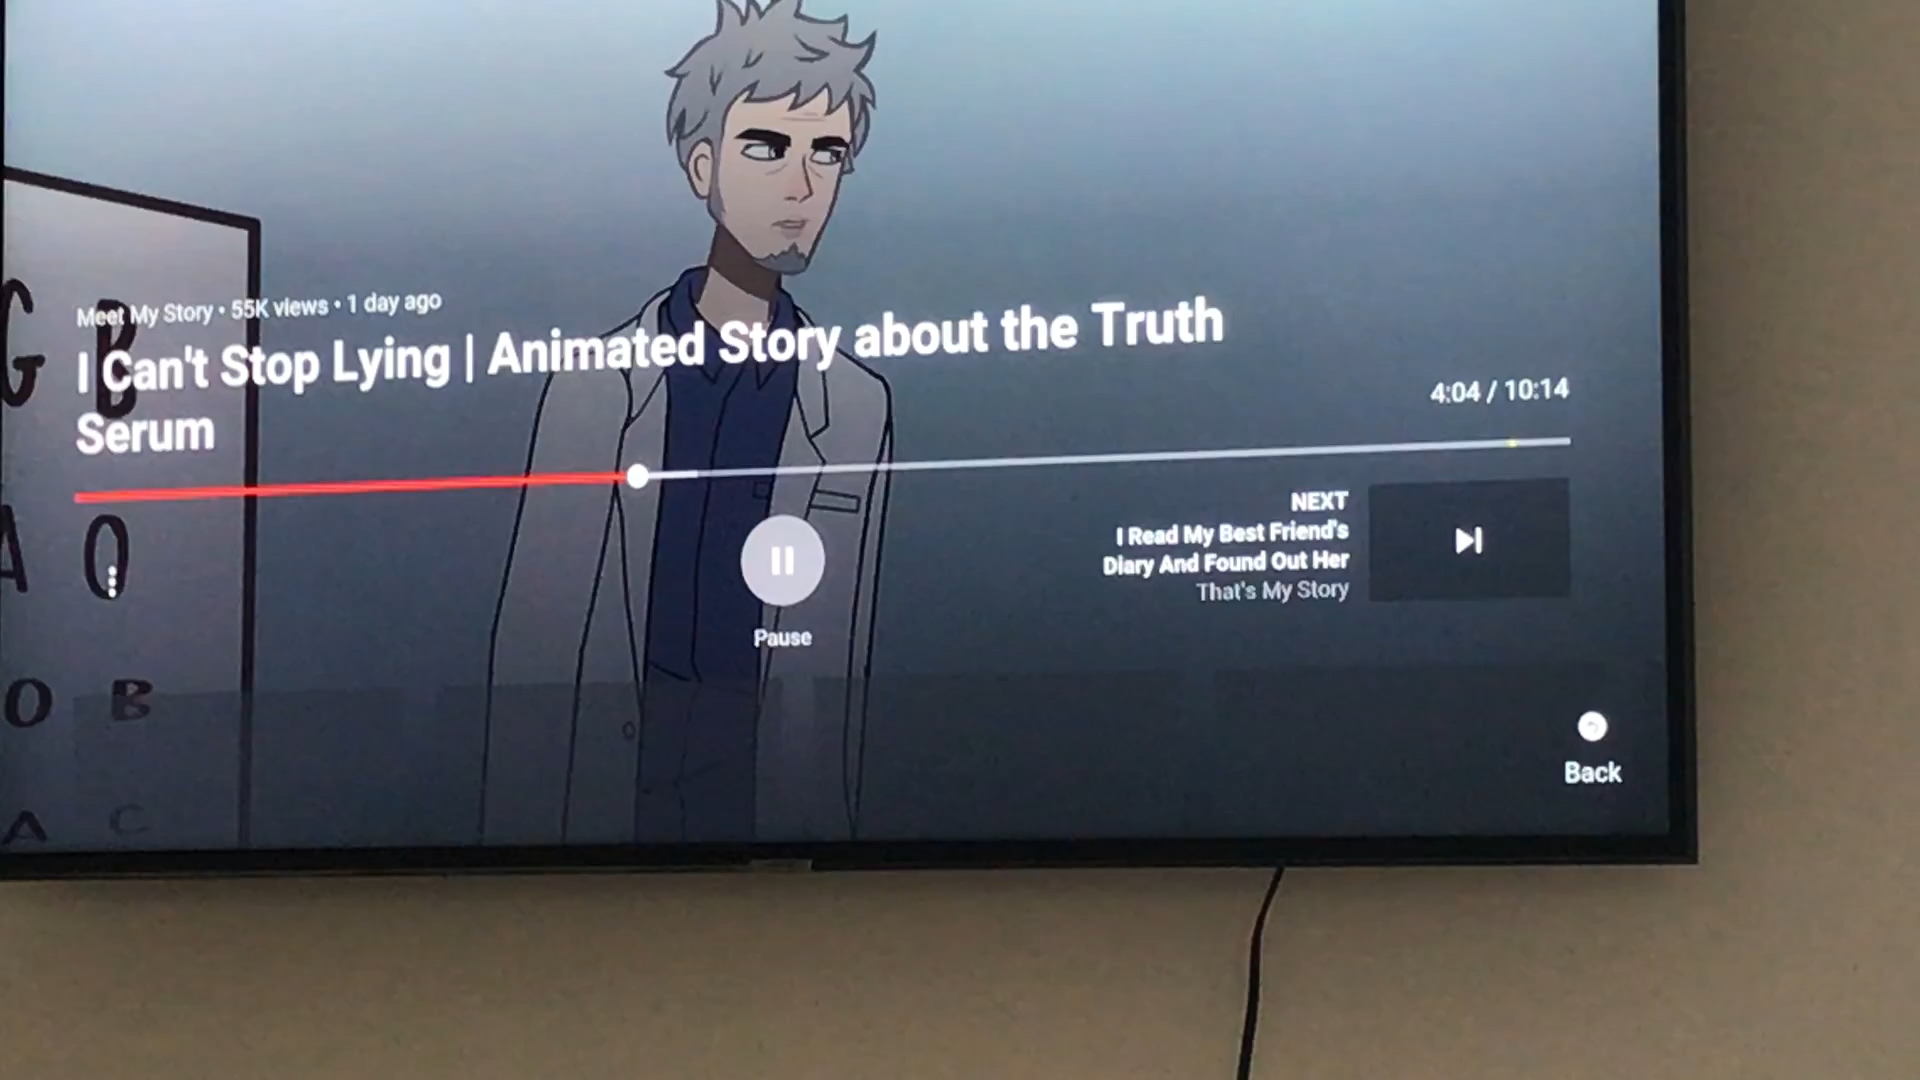 Meet My Story • 55K views • 1 day ago
I Can't Stop Lying | Animated Story about the Truth
Serum
4:04 / 10:14
NEXT
I Read My Best Friend's
Diary And Found Out Her
That's My Story
Pause
Back
G B
A O
O B
A C